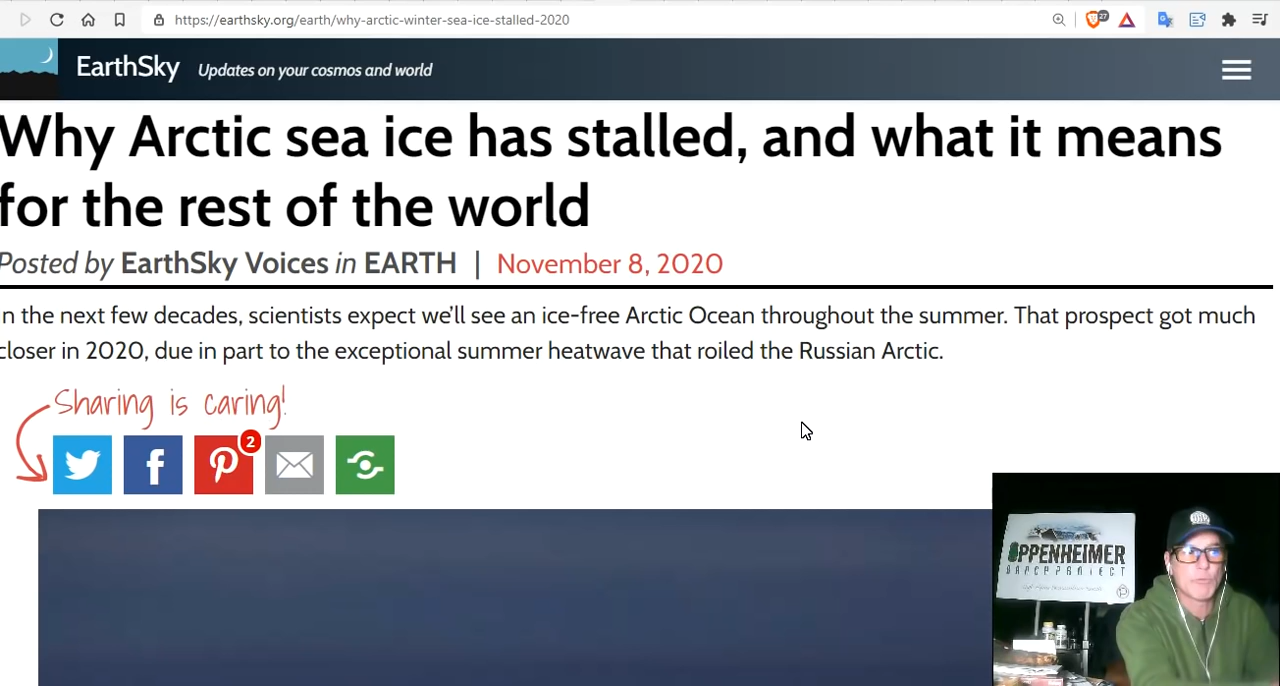 https://earthsky.org/earth/why-arctic-winter-sea-ice-stalled-2020
27
EarthSky Updates on your cosmos and world
Why Arctic sea ice has stalled, and what it means
for the rest of the world
Posted by EarthSky Voices in EARTH | November 8, 2020
n the next few decades, scientists expect we'll see an ice-free Arctic Ocean throughout the summer. That prospect got much
closer in 2020, due in part to the exceptional summer heatwave that roiled the Russian Arctic.
Sharing is caring!
2
OPPENHEIMER